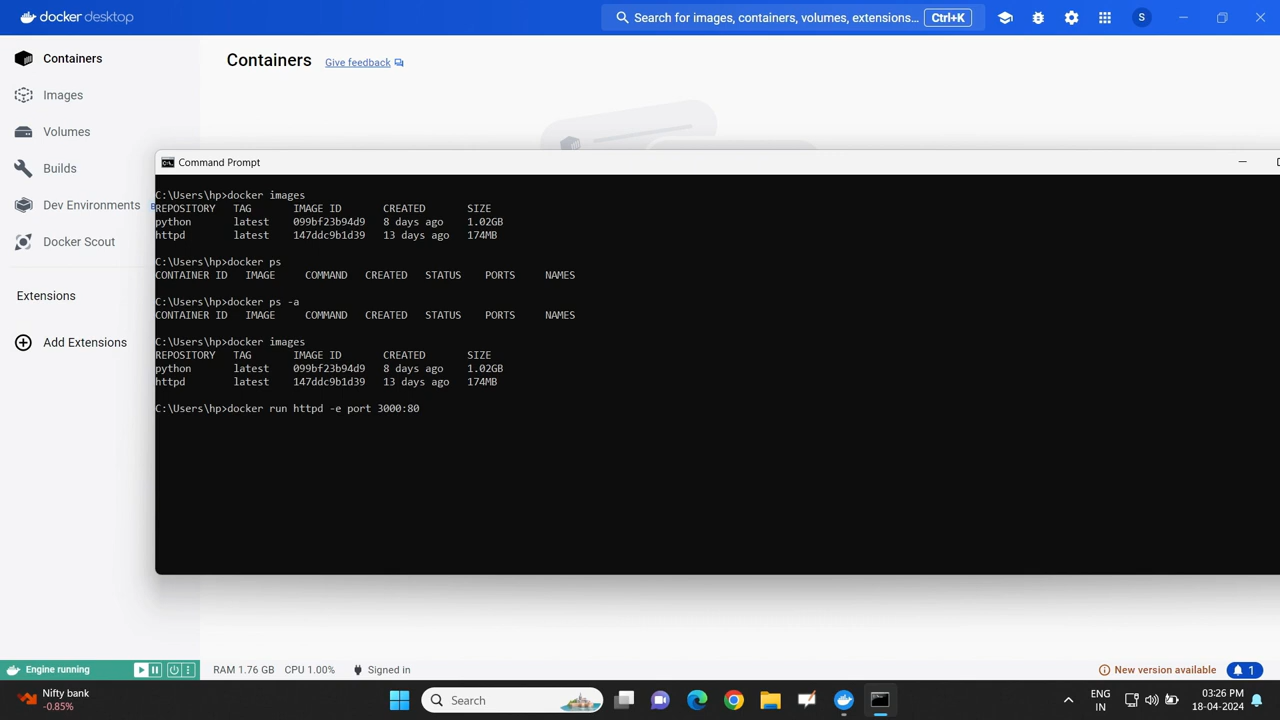 docker desktop
Search for images, containers, volumes, extensions... Ctrl+K
S
Containers
Images
Volumes
Builds
Dev Environments
Docker Scout
Extensions
Add Extensions
Containers Give feedback
Command Prompt
C:\Users\hp>docker images
REPOSITORY TAG IMAGE ID CREATED SIZE
python latest 099bf23b94d9 8 days ago 1.02GB
httpd latest 147ddc9b1d39 13 days ago 174MB
C:\Users\hp>docker ps
CONTAINER ID IMAGE COMMAND CREATED STATUS PORTS NAMES
C:\Users\hp>docker ps -a
CONTAINER ID IMAGE COMMAND CREATED STATUS PORTS NAMES
C:\Users\hp>docker images
REPOSITORY TAG IMAGE ID CREATED SIZE
python latest 099bf23b94d9 8 days ago 1.02GB
httpd latest 147ddc9b1d39 13 days ago 174MB
C:\Users\hp>docker run httpd -e port 3000:80
Engine running RAM 1.76 GB CPU 1.00% Signed in New version available 1
Nifty bank
-0.85%
Search
ENG
IN
03:26 PM
18-04-2024